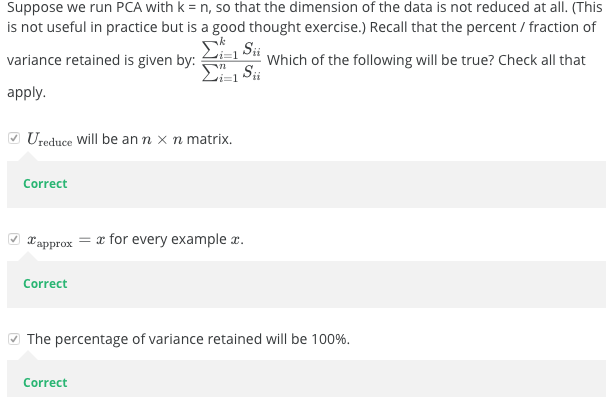 Suppose we run PCA with k = n, so that the dimension of the data is not reduced at all. (This
is not useful in practice but is a good thought exercise.) Recall that the percent / fraction of
variance retained is given by: \frac{\sum_{i=1}^{k} S_{ii}}{\sum_{i=1}^{n} S_{ii}} Which of the following will be true? Check all that
apply.
U_{reduce} will be an n × n matrix.
Correct
x_{approx} = x for every example x.
Correct
The percentage of variance retained will be 100%.
Correct